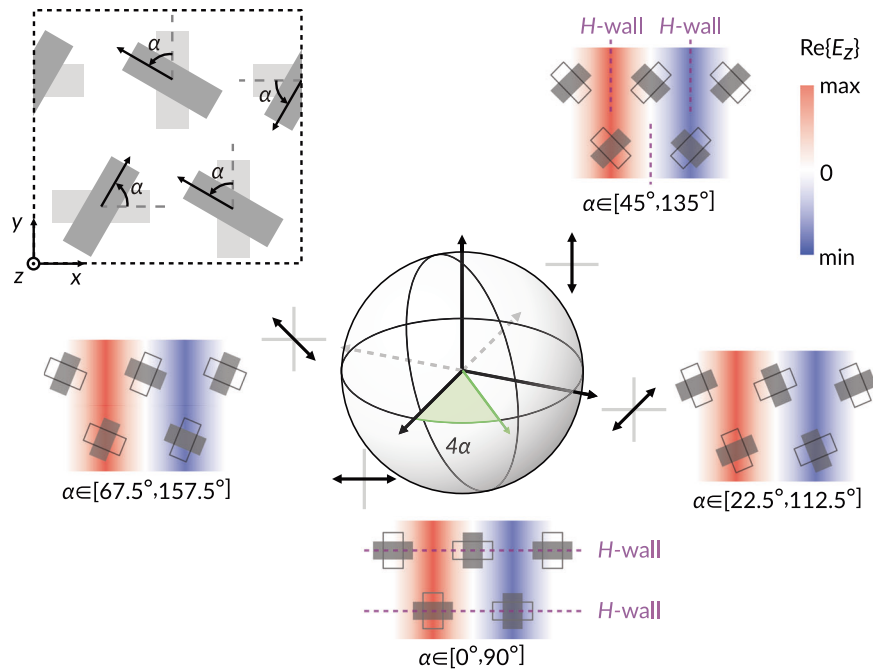 α
α
α
α
y
z
x
H-wall H-wall
α∈[45°,135°]
Re{E_z}
max
0
min
α∈[67.5°,157.5°]
4α
α∈[22.5°,112.5°]
H-wall
H-wall
α∈[0°,90°]